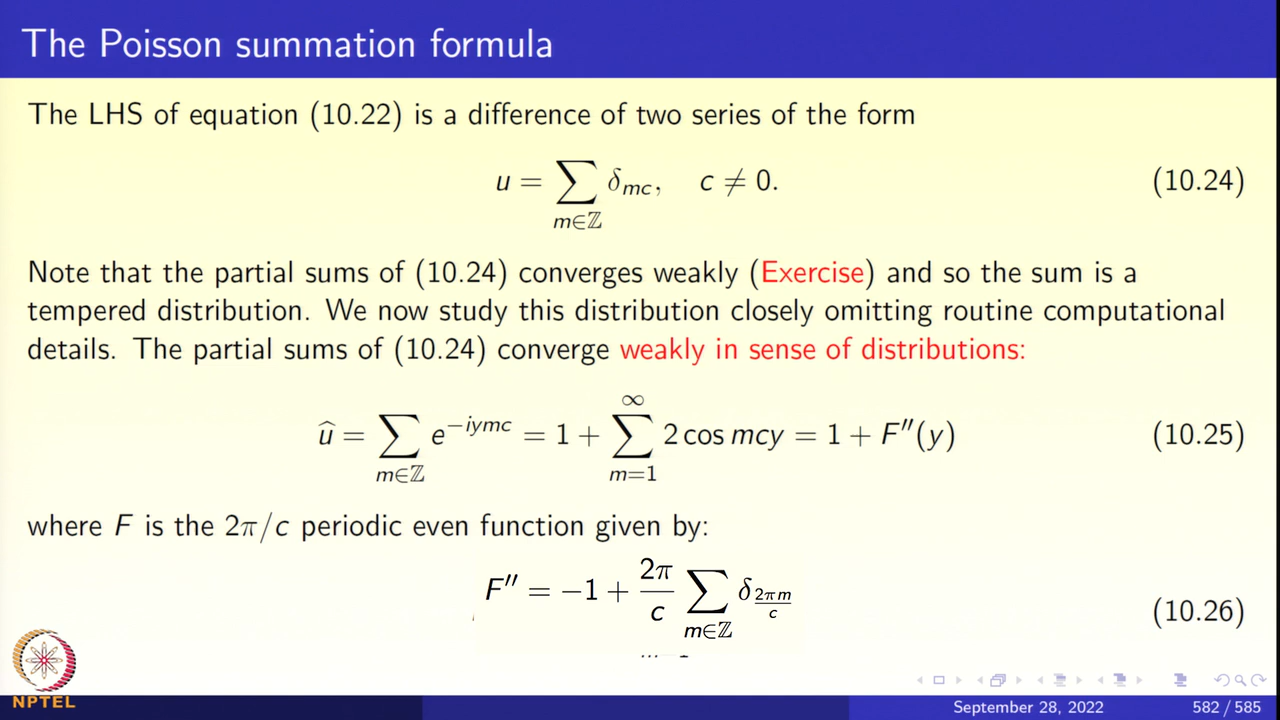 The Poisson summation formula
The LHS of equation (10.22) is a difference of two series of the form
u = ∑_{m∈ℤ} δ_{mc}, c ≠ 0. (10.24)
Note that the partial sums of (10.24) converges weakly (Exercise) and so the sum is a
tempered distribution. We now study this distribution closely omitting routine computational
details. The partial sums of (10.24) converge weakly in sense of distributions:
û = ∑_{m∈ℤ} e^{-iymc} = 1 + ∑_{m=1}^{∞} 2 cos mcy = 1 + F''(y) (10.25)
where F is the 2π/c periodic even function given by:
F'' = −1 + \frac{2π}{c} ∑_{m∈ℤ} δ_{\frac{2πm}{c}} (10.26)
NPTEL
September 28, 2022 582 / 585